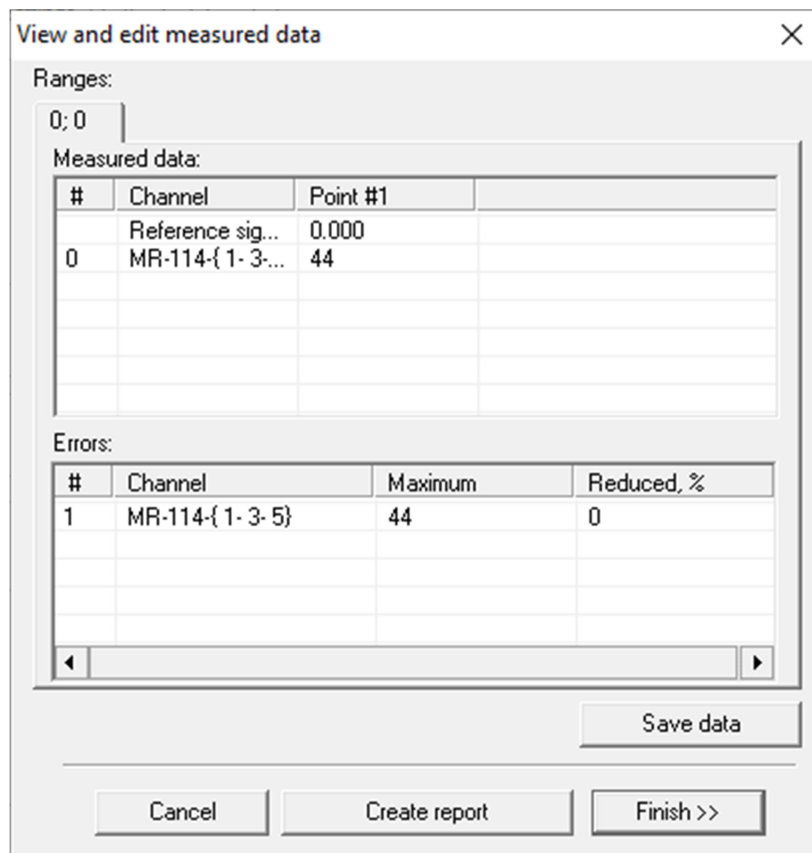 View and edit measured data
Ranges:
0; 0
Measured data:
# Channel Point #1
Reference sig... 0.000
0 MR-114-{ 1- 3-... 44
Errors:
# Channel Maximum Reduced, %
1 MR-114-{ 1- 3- 5} 44 0
Save data
Cancel Create report Finish >>